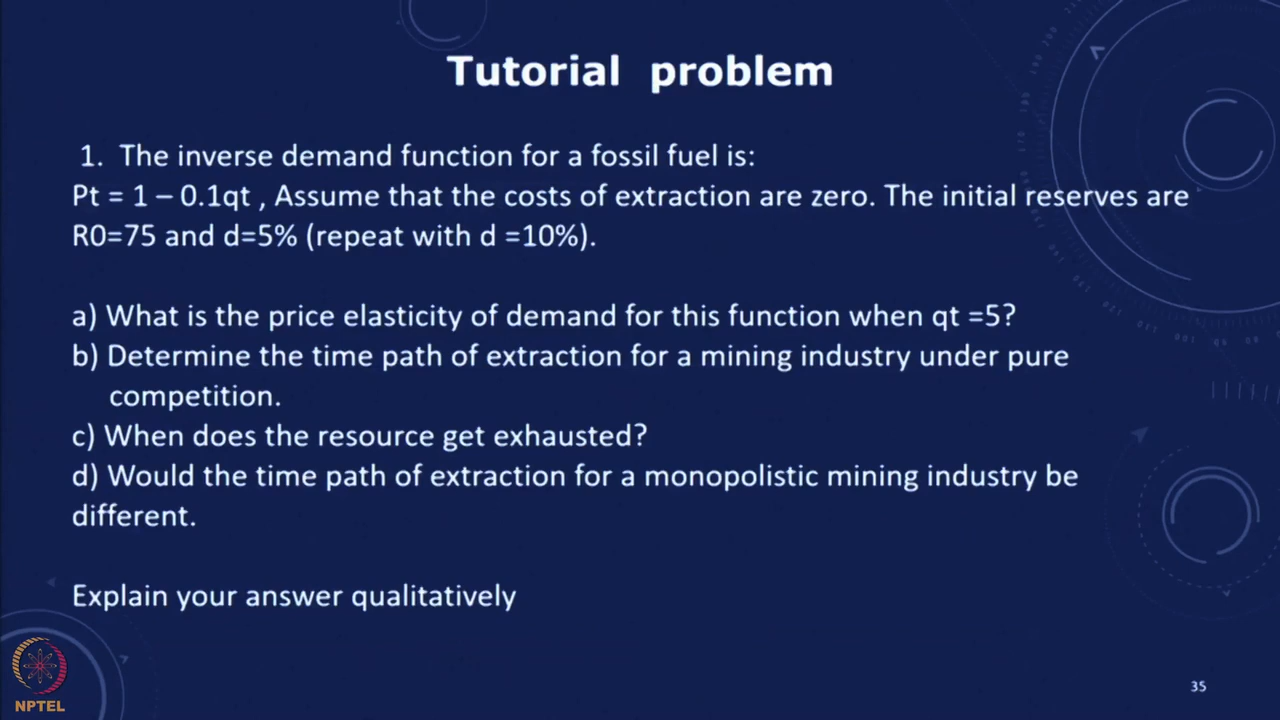 Tutorial problem
1. The inverse demand function for a fossil fuel is:
Pt = 1 – 0.1qt , Assume that the costs of extraction are zero. The initial reserves are
R0=75 and d=5% (repeat with d =10%).
a) What is the price elasticity of demand for this function when qt =5?
b) Determine the time path of extraction for a mining industry under pure
competition.
c) When does the resource get exhausted?
d) Would the time path of extraction for a monopolistic mining industry be
different.
Explain your answer qualitatively
NPTEL
35